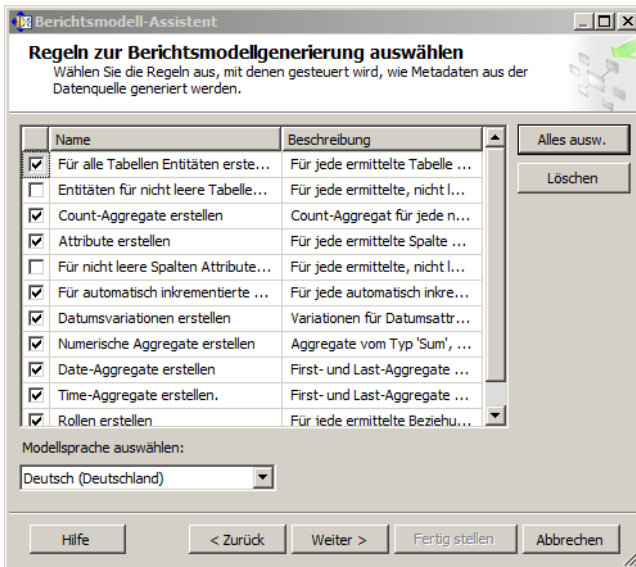 Berichtsmodell-Assistent
Regeln zur Berichtsmodellgenerierung auswählen
Wählen Sie die Regeln aus, mit denen gesteuert wird, wie Metadaten aus der
Datenquelle generiert werden.
Name Beschreibung Alles ausw.
Für alle Tabellen Entitäten erste... Für jede ermittelte Tabelle ...
Löschen
Entitäten für nicht leere Tabelle... Für jede ermittelte, nicht l...
Count-Aggregate erstellen Count-Aggregat für jede n...
Attribute erstellen Für jede ermittelte Spalte ...
Für nicht leere Spalten Attribute... Für jede ermittelte, nicht l...
Für automatisch inkrementierte ... Für jede automatisch inkre...
Datumsvariationen erstellen Variationen für Datumsattr...
Numerische Aggregate erstellen Aggregate vom Typ 'Sum', ...
Date-Aggregate erstellen First- und Last-Aggregate ...
Time-Aggregate erstellen. First- und Last-Aggregate ...
Rollen erstellen Für jede ermittelte Beziehu...
Modellsprache auswählen:
Deutsch (Deutschland)
Hilfe < Zurück Weiter > Fertig stellen Abbrechen